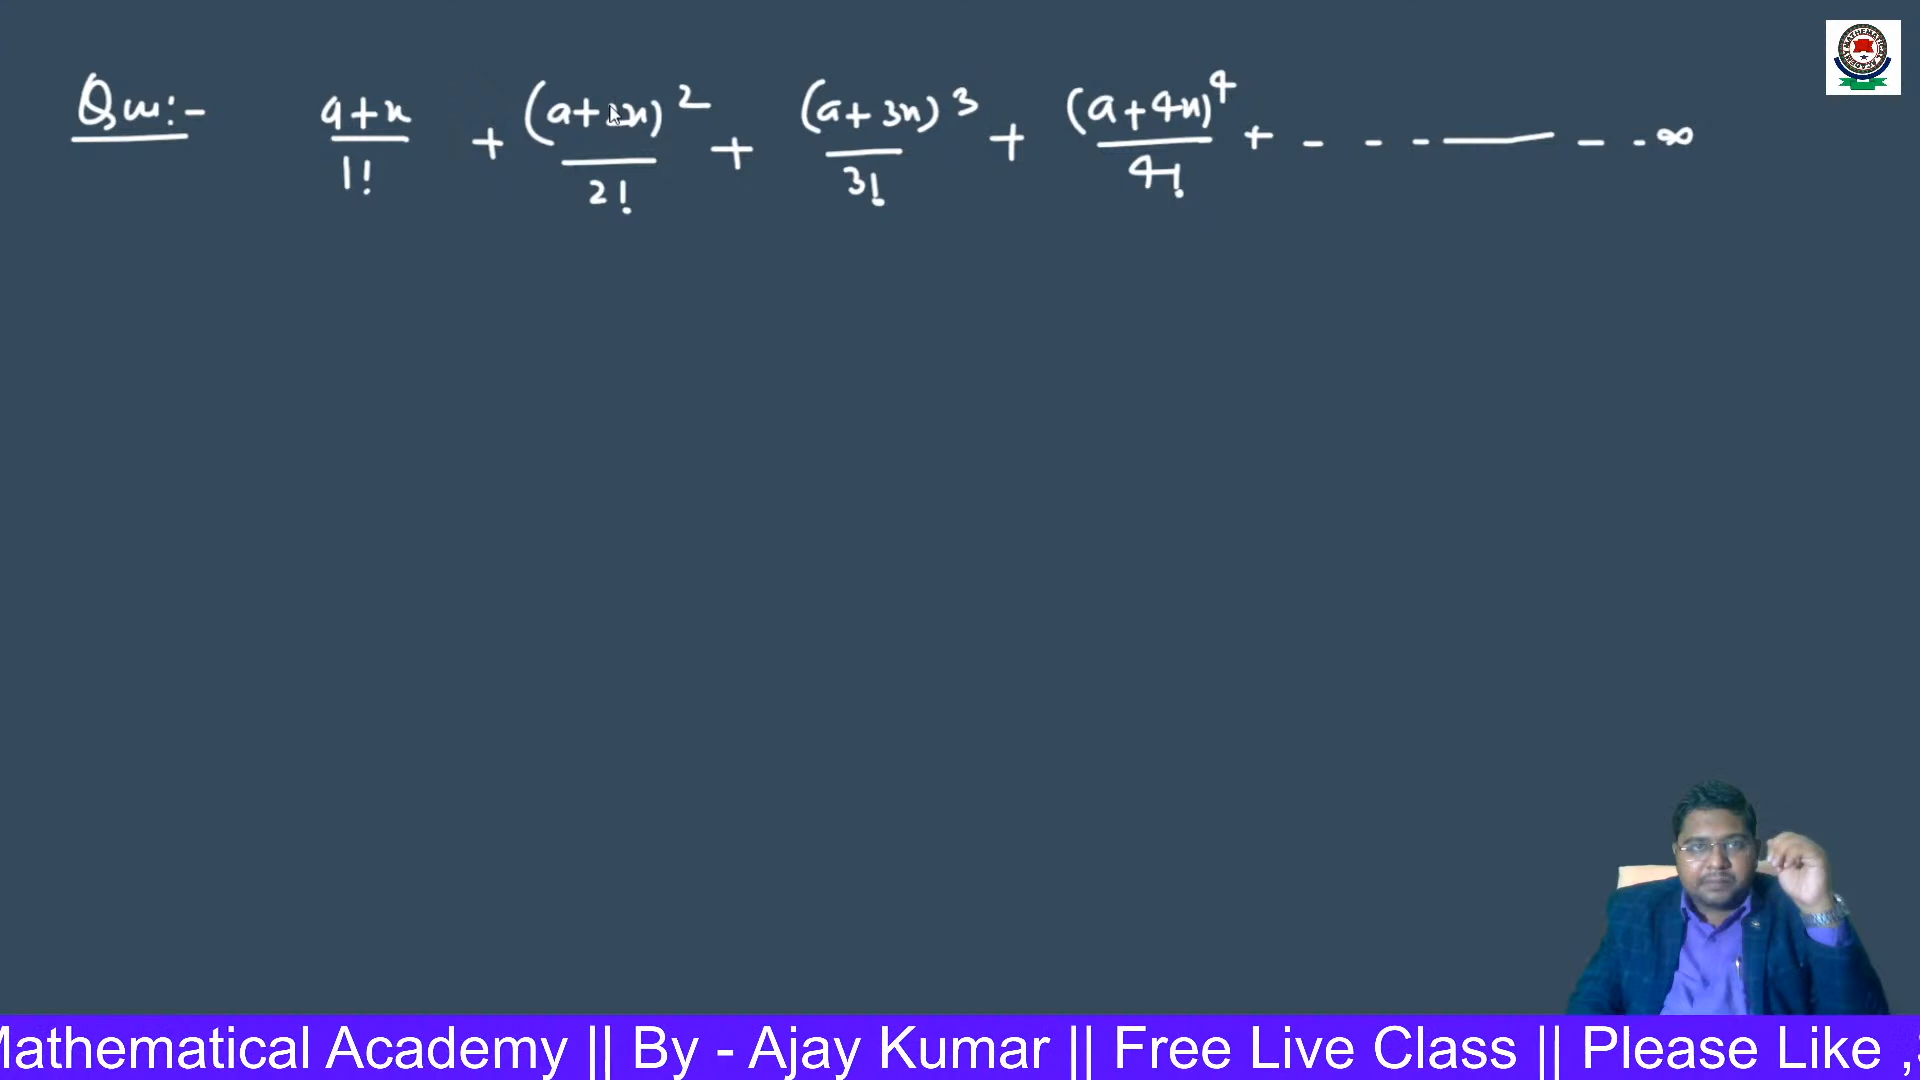 Qu:- a+x/1! + (a+2x)²/2! + (a+3x)³/3! + (a+4x)⁴/4! + - - - — - - ∞
Mathematical Academy || By - Ajay Kumar || Free Live Class || Please Like ,